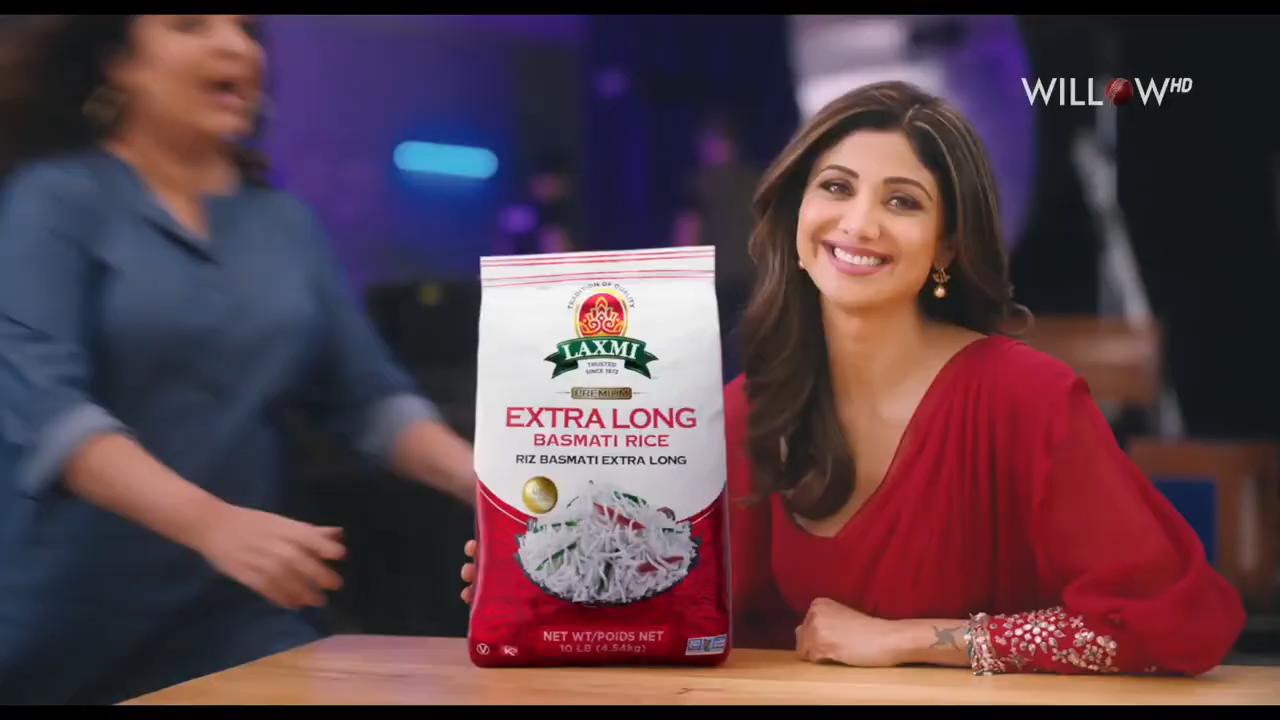 WILLOW HD
TRADITION OF QUALITY
LAXMI
TRUSTED
SINCE 1972
PREMIUM
EXTRA LONG
BASMATI RICE
RIZ BASMATI EXTRA LONG
NET WT/POIDS NET
10 LB (4.54kg)